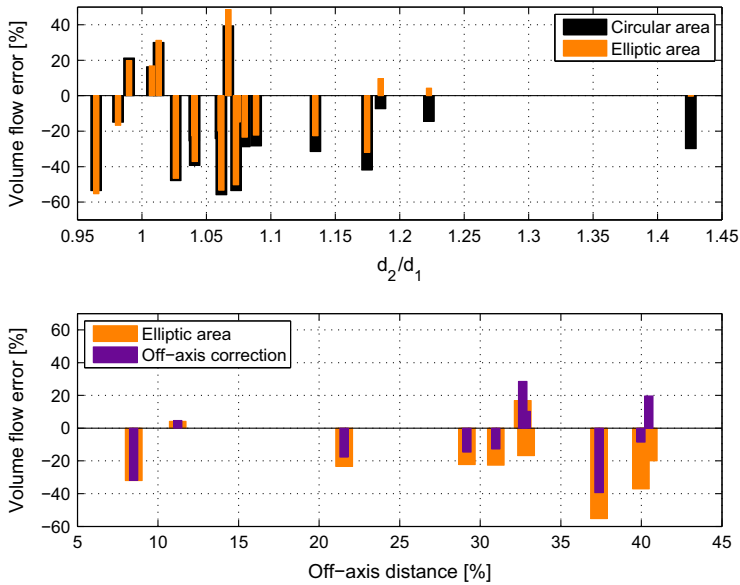 Volume flow error [%]
40
20
0
−20
−40
−60
Circular area
Elliptic area
0.95 1 1.05 1.1 1.15 1.2 1.25 1.3 1.35 1.4 1.45
d2/d1
Volume flow error [%]
60
40
20
0
−20
−40
−60
Elliptic area
Off−axis correction
5 10 15 20 25 30 35 40 45
Off−axis distance [%]